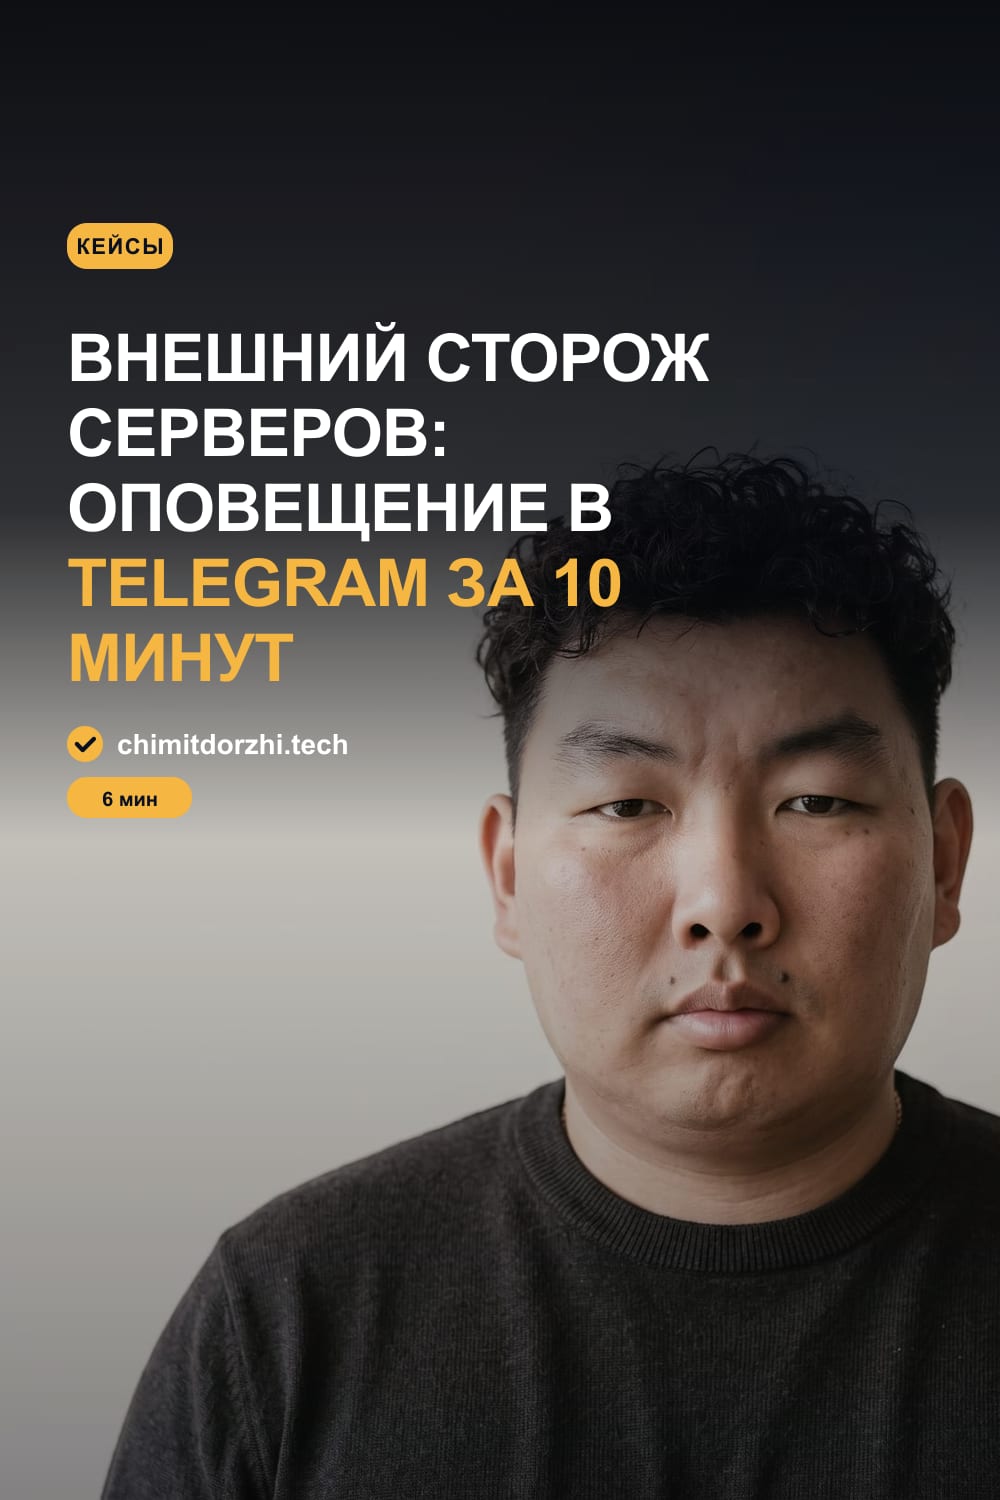 КЕЙСЫ
ВНЕШНИЙ СТОРОЖ
СЕРВЕРОВ:
ОПОВЕЩЕНИЕ В
TELEGRAM ЗА 10
МИНУТ
chimitdorzhi.tech
6 мин